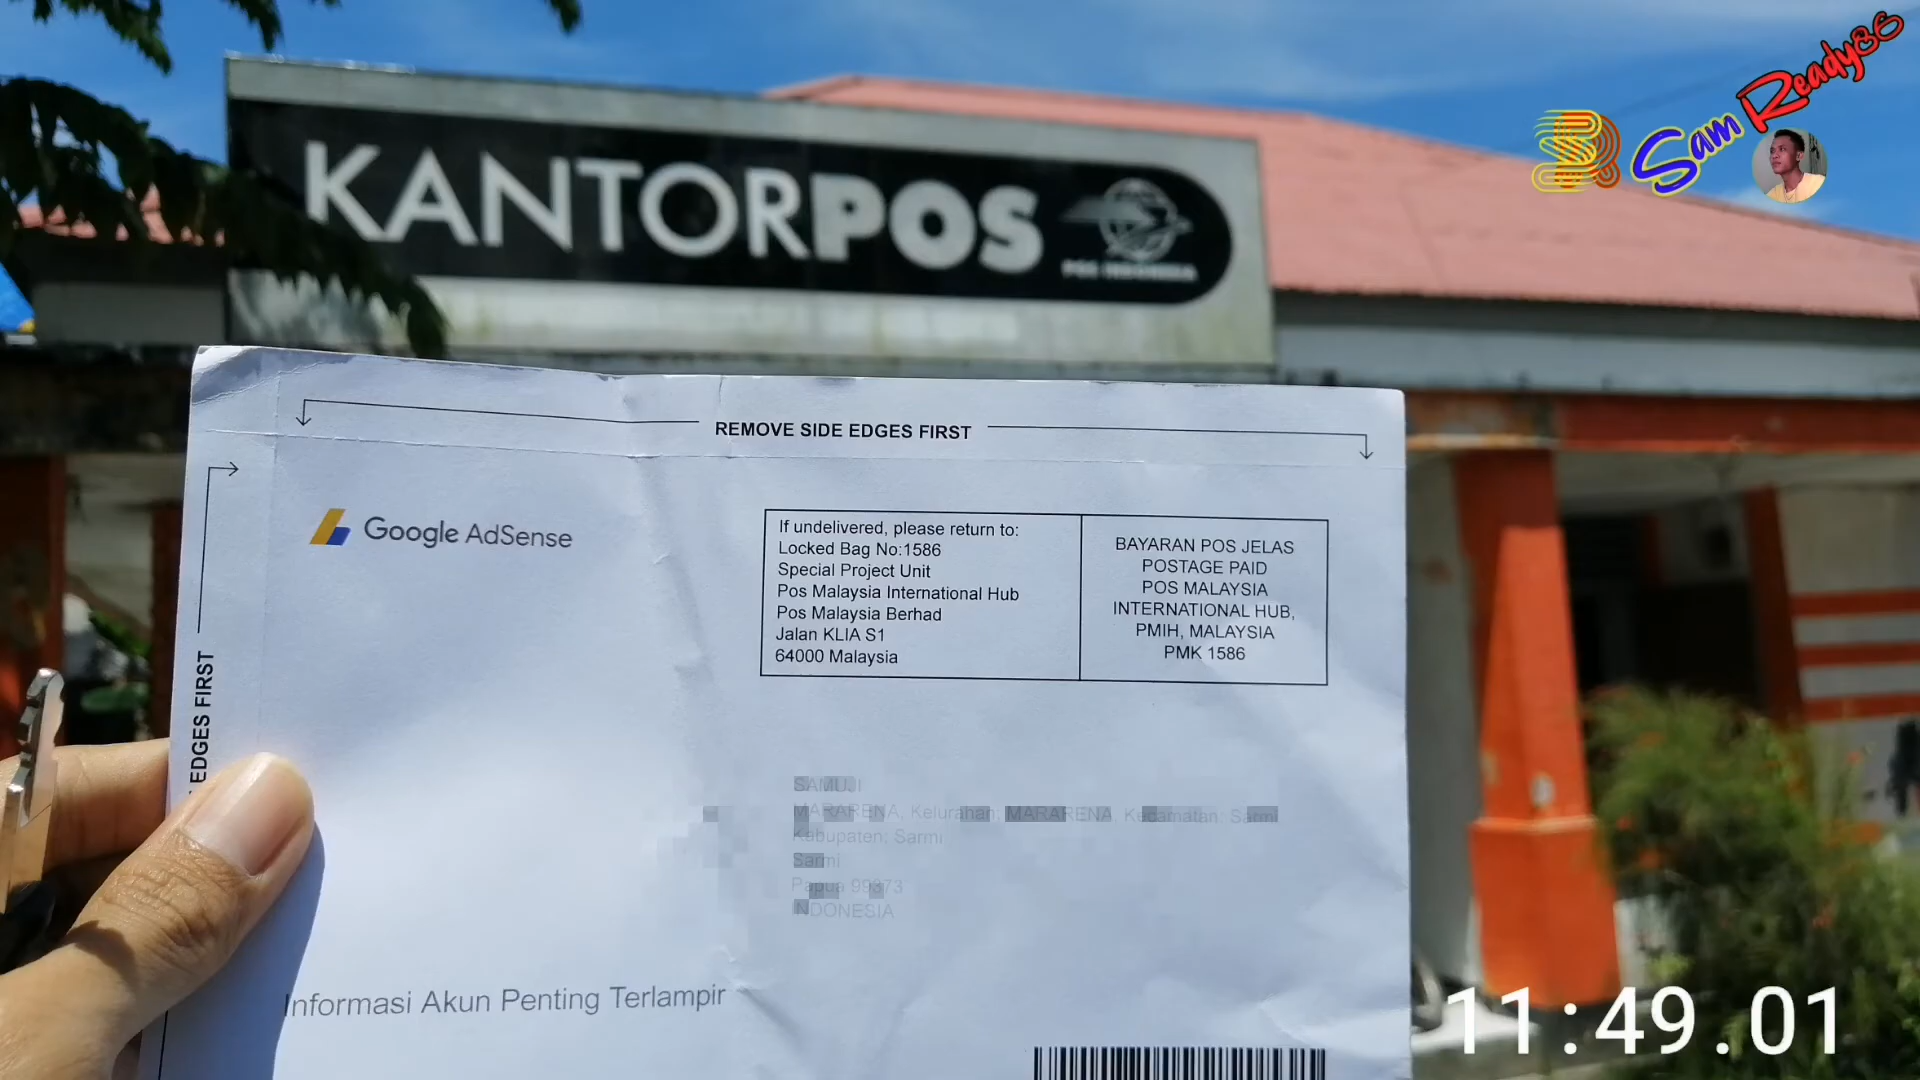 Sam Ready86
KANTORPOS
POS INDONESIA
REMOVE SIDE EDGES FIRST
EDGES FIRST
Google AdSense
If undelivered, please return to:
Locked Bag No:1586
Special Project Unit
Pos Malaysia International Hub
Pos Malaysia Berhad
Jalan KLIA S1
64000 Malaysia
BAYARAN POS JELAS
POSTAGE PAID
POS MALAYSIA
INTERNATIONAL HUB,
PMIH, MALAYSIA
PMK 1586
Informasi Akun Penting Terlampir
11:49.01